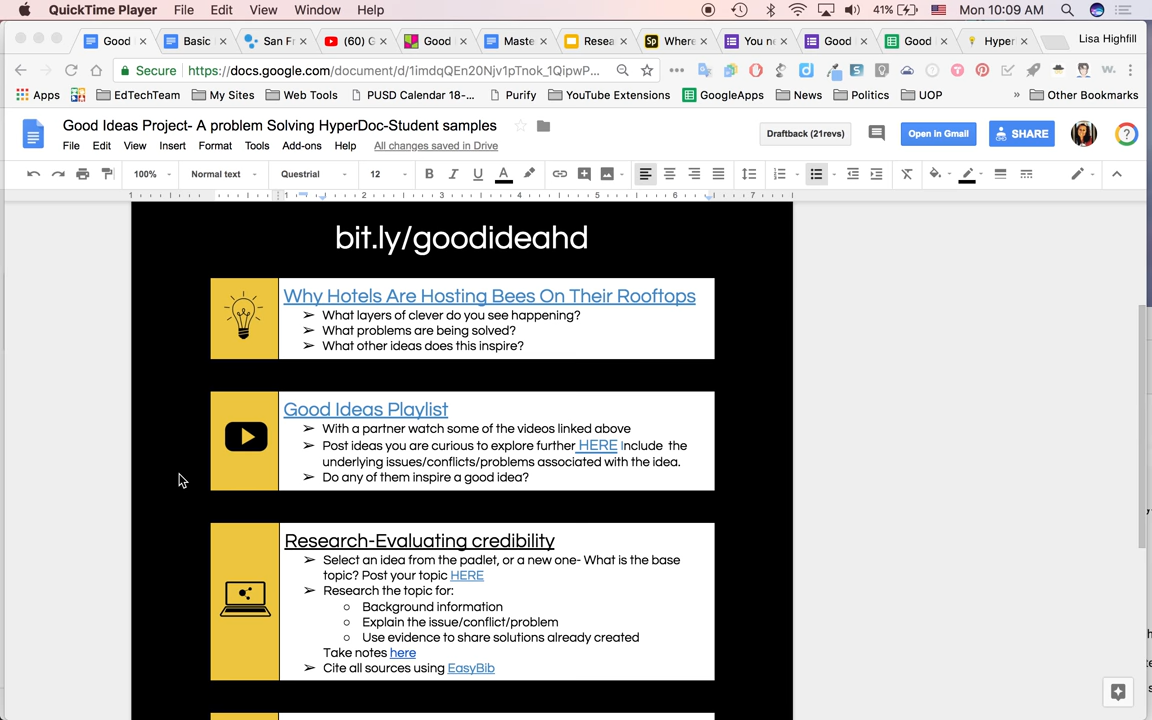 QuickTime Player File Edit View Window Help 41% Mon 10:09 AM
Good Basic San F (60) G Good Maste Resea Sp Where You n Good Good Hyper Lisa Highfill
Secure https://docs.google.com/document/d/1imdqQEn20Njv1pTnok_1QipwP...
Apps EdTechTeam My Sites Web Tools PUSD Calendar 18-... Purify YouTube Extensions GoogleApps News Politics UOP » Other Bookmarks
Good Ideas Project- A problem Solving HyperDoc-Student samples
Draftback (21revs) Open in Gmail SHARE
File Edit View Insert Format Tools Add-ons Help All changes saved in Drive
100% Normal text Questrial 12 B I U A
1 1 2 3 4 5 6 7
bit.ly/goodideahd
Why Hotels Are Hosting Bees On Their Rooftops
➢ What layers of clever do you see happening?
➢ What problems are being solved?
➢ What other ideas does this inspire?
Good Ideas Playlist
➢ With a partner watch some of the videos linked above
➢ Post ideas you are curious to explore further HERE Include the
underlying issues/conflicts/problems associated with the idea.
➢ Do any of them inspire a good idea?
Research-Evaluating credibility
➢ Select an idea from the padlet, or a new one- What is the base
topic? Post your topic HERE
➢ Research the topic for:
○ Background information
○ Explain the issue/conflict/problem
○ Use evidence to share solutions already created
Take notes here
➢ Cite all sources using EasyBib